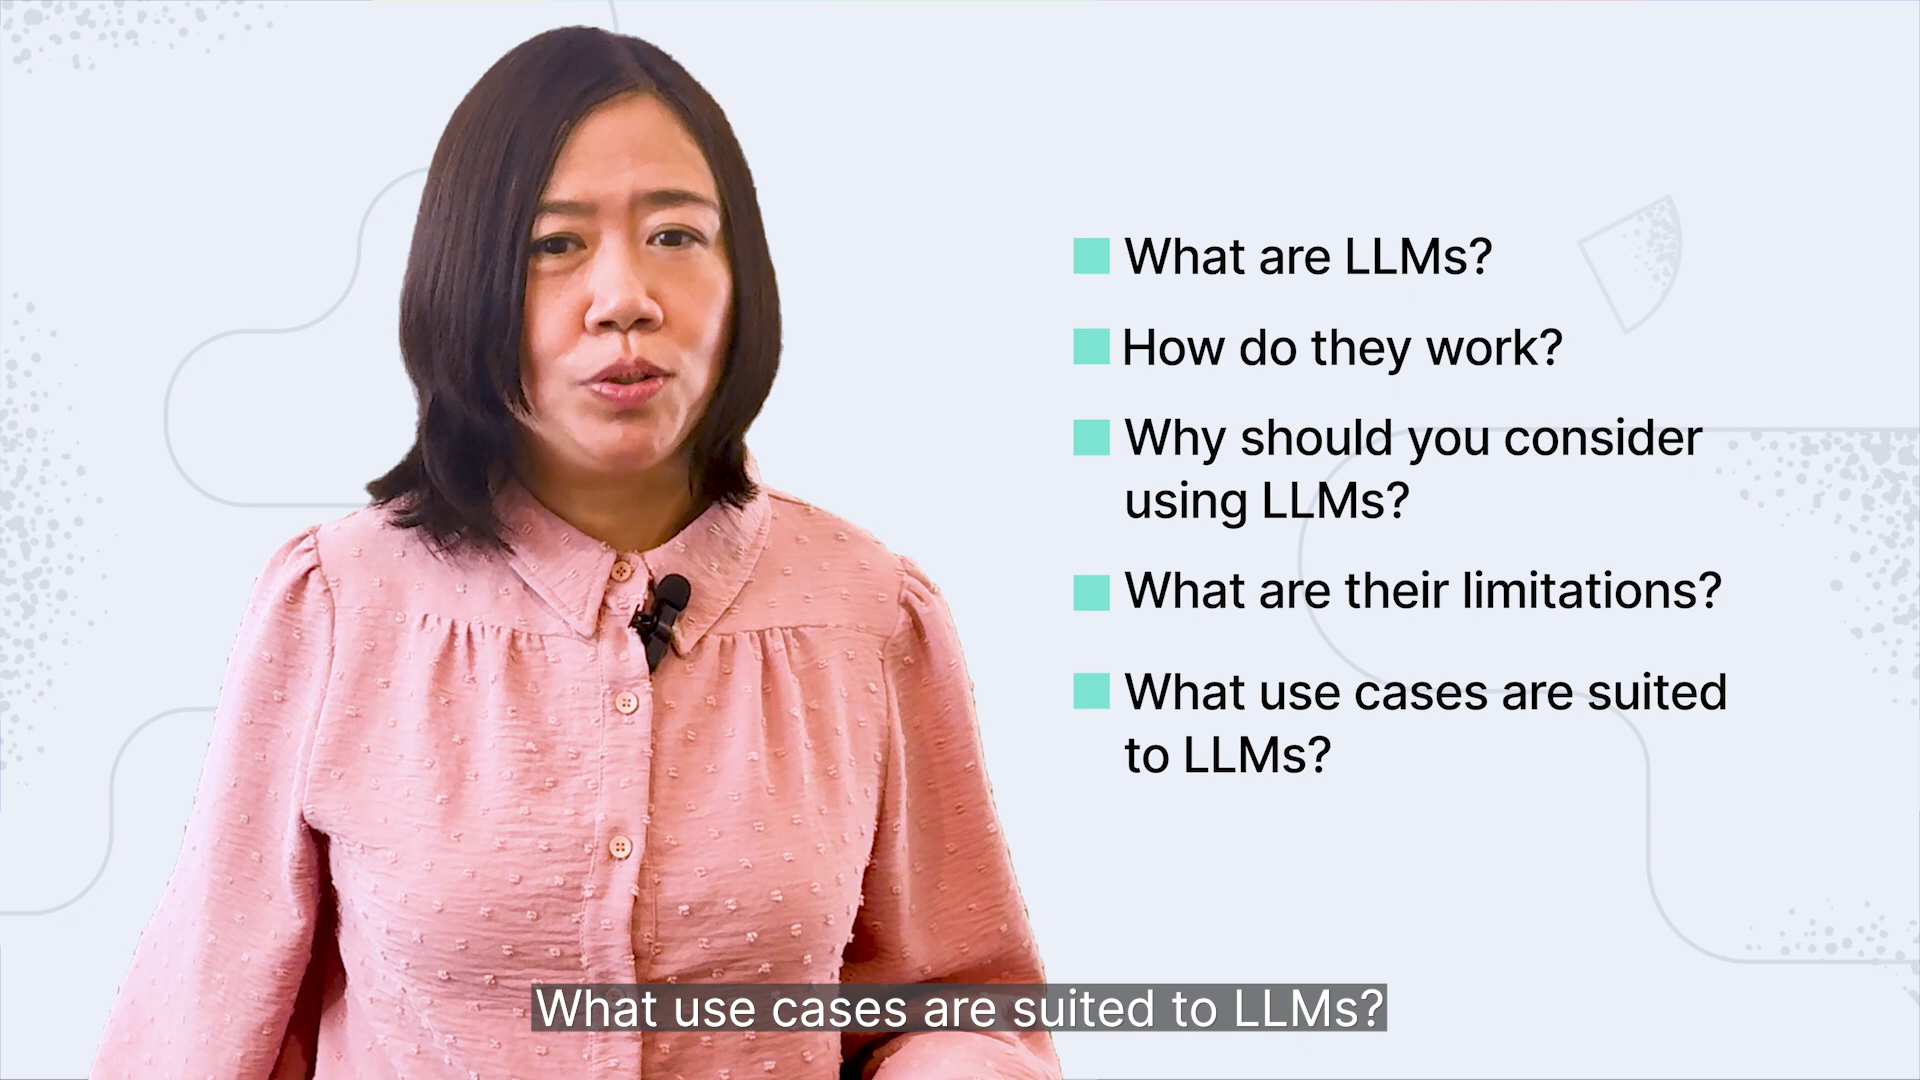 What are LLMs?
How do they work?
Why should you consider
using LLMs?
What are their limitations?
What use cases are suited
to LLMs?
What use cases are suited to LLMs?